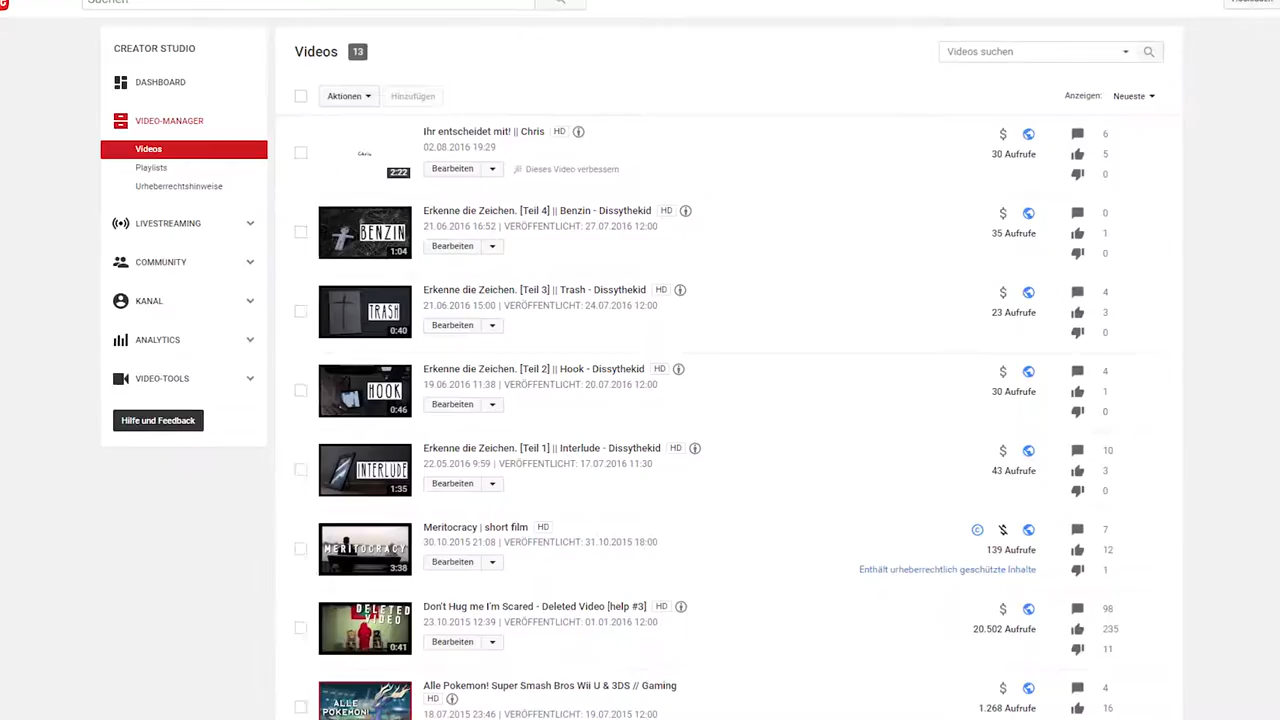 Suchen
CREATOR STUDIO
DASHBOARD
VIDEO-MANAGER
Videos
Playlists
Urheberrechtshinweise
LIVESTREAMING
COMMUNITY
KANAL
ANALYTICS
VIDEO-TOOLS
Hilfe und Feedback
Videos 13
Videos suchen
Aktionen Hinzufügen
Anzeigen: Neueste
Ihr entscheidet mit! || Chris HD
6
Chris
02.08.2016 19:29
30 Aufrufe 5
2:22
Bearbeiten Dieses Video verbessern
0
Erkenne die Zeichen. [Teil 4] || Benzin - Dissythekid HD
0
21.06.2016 16:52 | VERÖFFENTLICHT: 27.07.2016 12:00
BENZIN
35 Aufrufe 1
1:04
Bearbeiten
0
Erkenne die Zeichen. [Teil 3] || Trash - Dissythekid HD
4
21.06.2016 15:00 | VERÖFFENTLICHT: 24.07.2016 12:00
TRASH
23 Aufrufe 3
0:40
Bearbeiten
0
Erkenne die Zeichen. [Teil 2] || Hook - Dissythekid HD
4
19.06.2016 11:38 | VERÖFFENTLICHT: 20.07.2016 12:00
HOOK
30 Aufrufe 1
0:46
Bearbeiten
0
Erkenne die Zeichen. [Teil 1] || Interlude - Dissythekid HD
10
22.05.2016 9:59 | VERÖFFENTLICHT: 17.07.2016 11:30
INTERLUDE
43 Aufrufe 3
1:35
Bearbeiten
0
Meritocracy | short film HD
7
30.10.2015 21:08 | VERÖFFENTLICHT: 31.10.2015 18:00
MERITOCRACY
139 Aufrufe 12
3:38
Bearbeiten
Enthält urheberrechtlich geschützte Inhalte 1
Don't Hug me I'm Scared - Deleted Video [help #3] HD
98
DELETED
VIDEO
23.10.2015 12:39 | VERÖFFENTLICHT: 01.01.2016 12:00
20.502 Aufrufe 235
0:41
Bearbeiten
11
Alle Pokemon! Super Smash Bros Wii U & 3DS // Gaming
HD
4
ALLE
POKEMON!
18.07.2015 23:46 | VERÖFFENTLICHT: 19.07.2015 12:00
1.268 Aufrufe 16